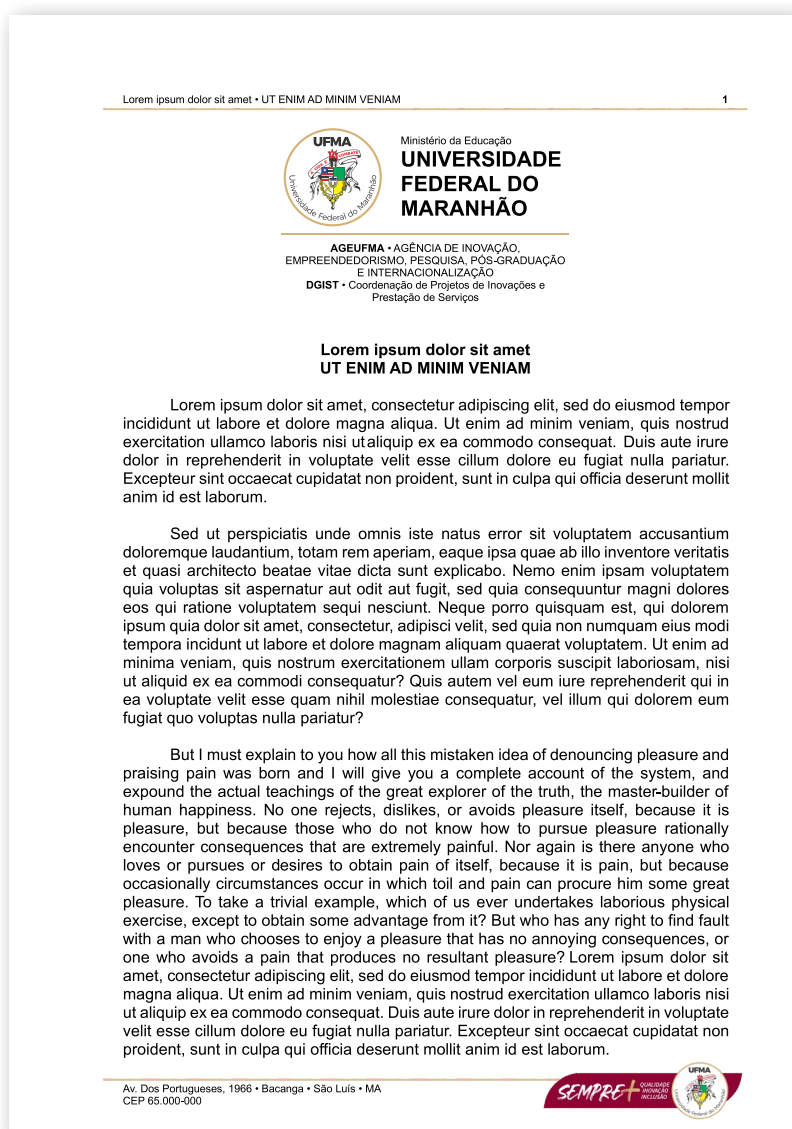 Lorem ipsum dolor sit amet • UT ENIM AD MINIM VENIAM 1
UFMA
Universidade Federal do Maranhão
Ministério da Educação
UNIVERSIDADE
FEDERAL DO
MARANHÃO
AGEUFMA • AGÊNCIA DE INOVAÇÃO,
EMPREENDEDORISMO, PESQUISA, PÓS-GRADUAÇÃO
E INTERNACIONALIZAÇÃO
DGIST • Coordenação de Projetos de Inovações e
Prestação de Serviços
Lorem ipsum dolor sit amet
UT ENIM AD MINIM VENIAM
Lorem ipsum dolor sit amet, consectetur adipiscing elit, sed do eiusmod tempor
incididunt ut labore et dolore magna aliqua. Ut enim ad minim veniam, quis nostrud
exercitation ullamco laboris nisi ut aliquip ex ea commodo consequat. Duis aute irure
dolor in reprehenderit in voluptate velit esse cillum dolore eu fugiat nulla pariatur.
Excepteur sint occaecat cupidatat non proident, sunt in culpa qui officia deserunt mollit
anim id est laborum.
Sed ut perspiciatis unde omnis iste natus error sit voluptatem accusantium
doloremque laudantium, totam rem aperiam, eaque ipsa quae ab illo inventore veritatis
et quasi architecto beatae vitae dicta sunt explicabo. Nemo enim ipsam voluptatem
quia voluptas sit aspernatur aut odit aut fugit, sed quia consequuntur magni dolores
eos qui ratione voluptatem sequi nesciunt. Neque porro quisquam est, qui dolorem
ipsum quia dolor sit amet, consectetur, adipisci velit, sed quia non numquam eius modi
tempora incidunt ut labore et dolore magnam aliquam quaerat voluptatem. Ut enim ad
minima veniam, quis nostrum exercitationem ullam corporis suscipit laboriosam, nisi
ut aliquid ex ea commodi consequatur? Quis autem vel eum iure reprehenderit qui in
ea voluptate velit esse quam nihil molestiae consequatur, vel illum qui dolorem eum
fugiat quo voluptas nulla pariatur?
But I must explain to you how all this mistaken idea of denouncing pleasure and
praising pain was born and I will give you a complete account of the system, and
expound the actual teachings of the great explorer of the truth, the master-builder of
human happiness. No one rejects, dislikes, or avoids pleasure itself, because it is
pleasure, but because those who do not know how to pursue pleasure rationally
encounter consequences that are extremely painful. Nor again is there anyone who
loves or pursues or desires to obtain pain of itself, because it is pain, but because
occasionally circumstances occur in which toil and pain can procure him some great
pleasure. To take a trivial example, which of us ever undertakes laborious physical
exercise, except to obtain some advantage from it? But who has any right to find fault
with a man who chooses to enjoy a pleasure that has no annoying consequences, or
one who avoids a pain that produces no resultant pleasure? Lorem ipsum dolor sit
amet, consectetur adipiscing elit, sed do eiusmod tempor incididunt ut labore et dolore
magna aliqua. Ut enim ad minim veniam, quis nostrud exercitation ullamco laboris nisi
ut aliquip ex ea commodo consequat. Duis aute irure dolor in reprehenderit in voluptate
velit esse cillum dolore eu fugiat nulla pariatur. Excepteur sint occaecat cupidatat non
proident, sunt in culpa qui officia deserunt mollit anim id est laborum.
Av. Dos Portugueses, 1966 • Bacanga • São Luís • MA
CEP 65.000-000
SEMPRE+
QUALIDADE
INOVAÇÃO
INCLUSÃO
UFMA